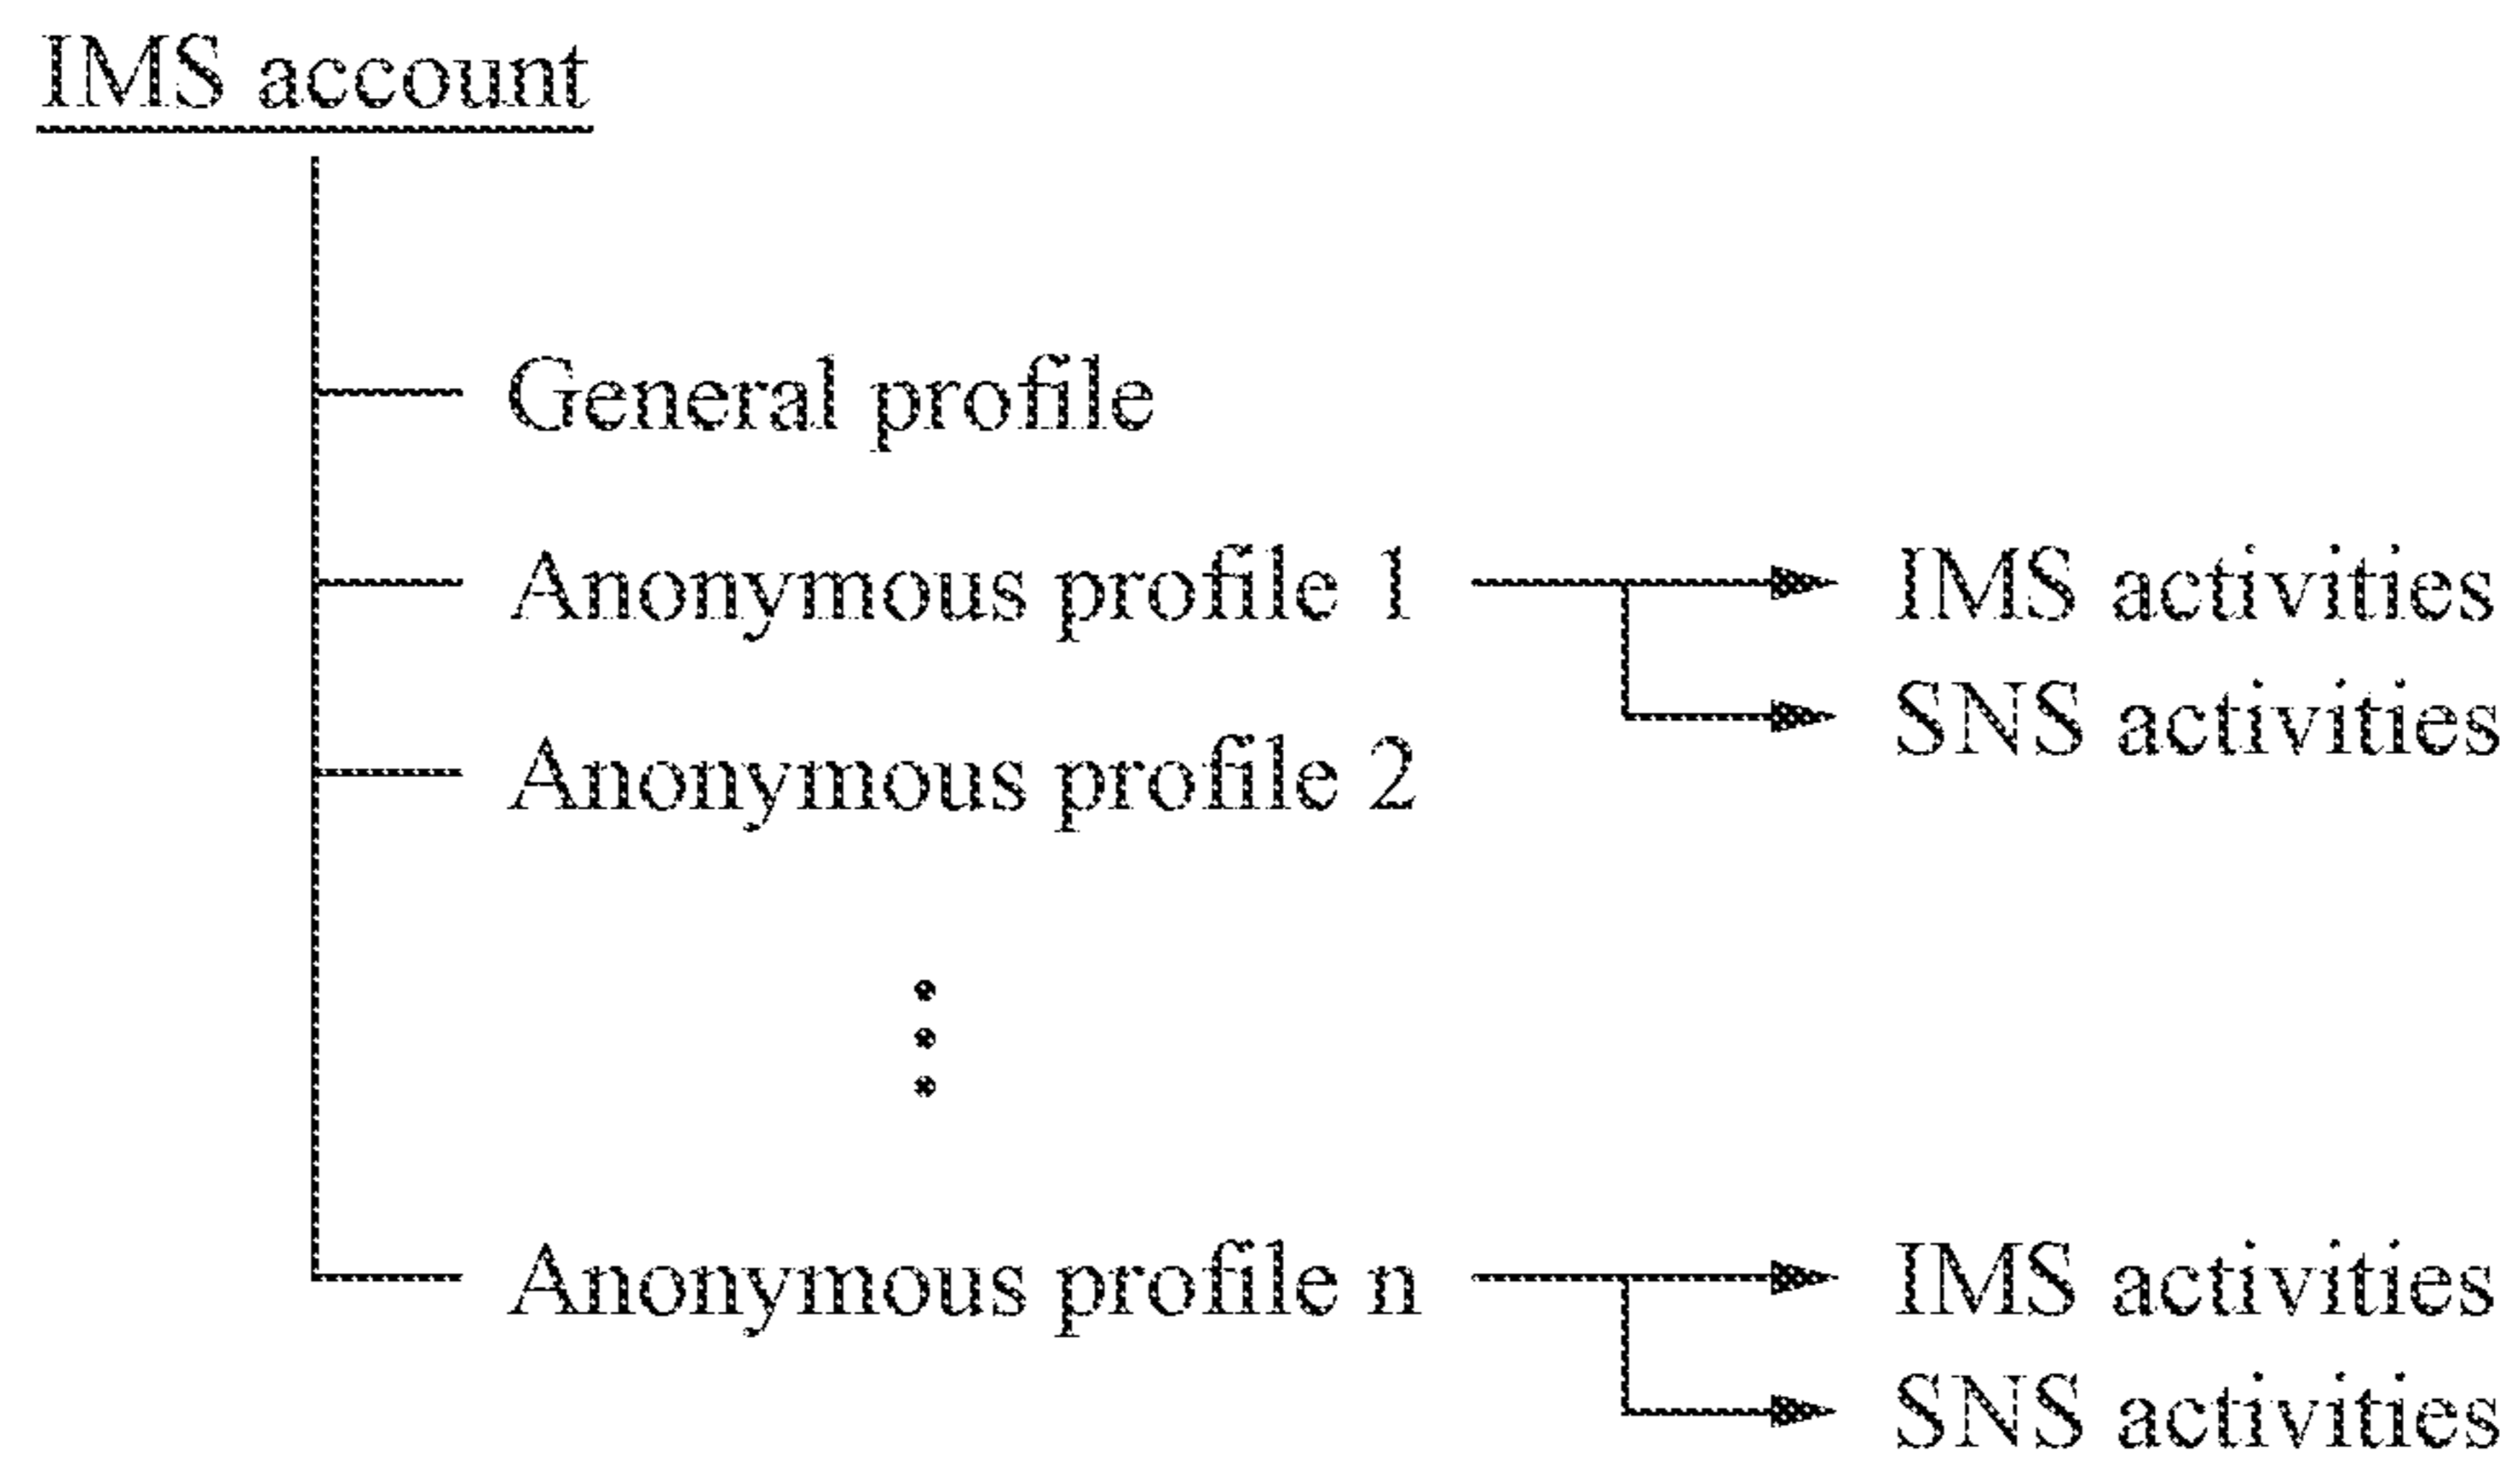 IMS account
General profile
Anonymous profile 1
IMS activities
SNS activities
Anonymous profile 2
Anonymous profile n
IMS activities
SNS activities